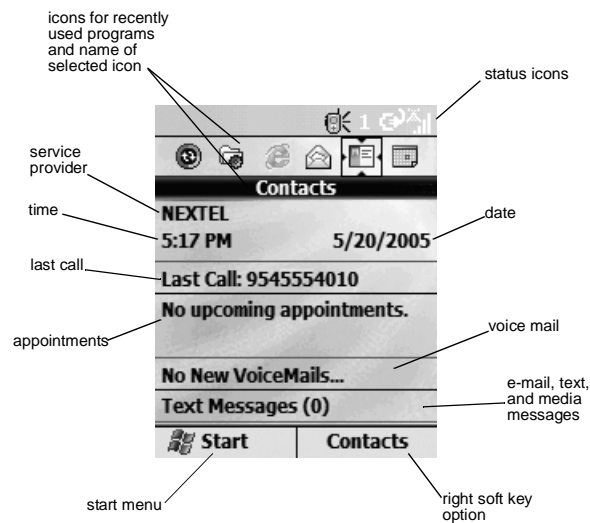 icons for recently
used programs
and name of
selected icon
status icons
1
service
provider
Contacts
NEXTEL
time
5:17 PM
5/20/2005
date
last call
Last Call: 9545554010
No upcoming appointments.
appointments
voice mail
No New VoiceMails...
Text Messages (0)
e-mail, text,
and media
messages
Start
Contacts
start menu
right soft key
option